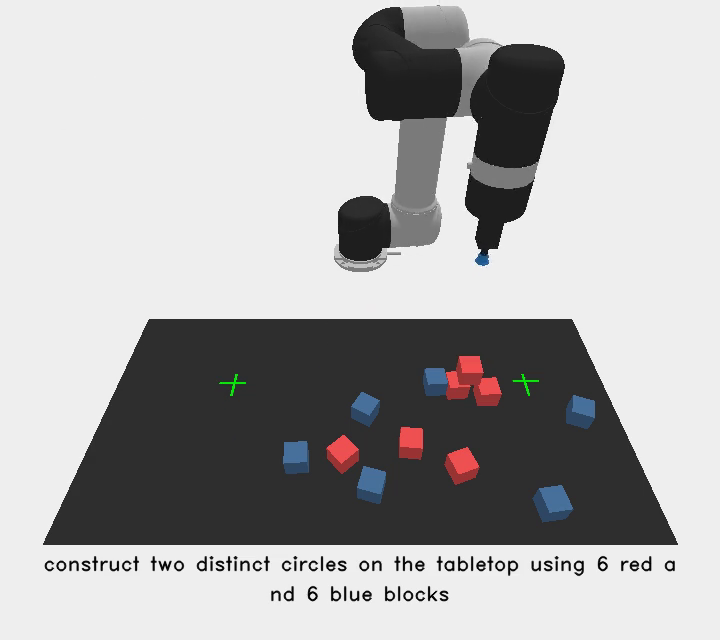 construct two distinct circles on the tabletop using 6 red a
nd 6 blue blocks